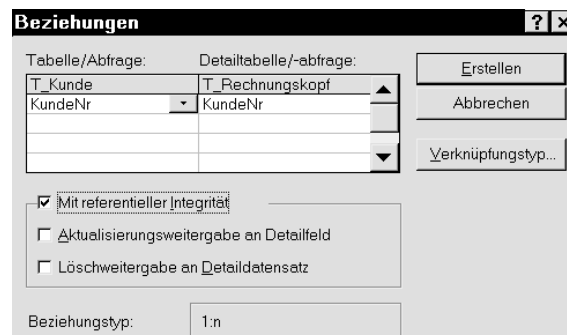 Beziehungen
Tabelle/Abfrage: Detailtabelle/-abfrage:
T_Kunde T_Rechnungskopf
KundeNr KundeNr
Erstellen
Abbrechen
Verknüpfungstyp...
Mit referentieller Integrität
Aktualisierungsweitergabe an Detailfeld
Löschweitergabe an Detaildatensatz
Beziehungstyp: 1:n